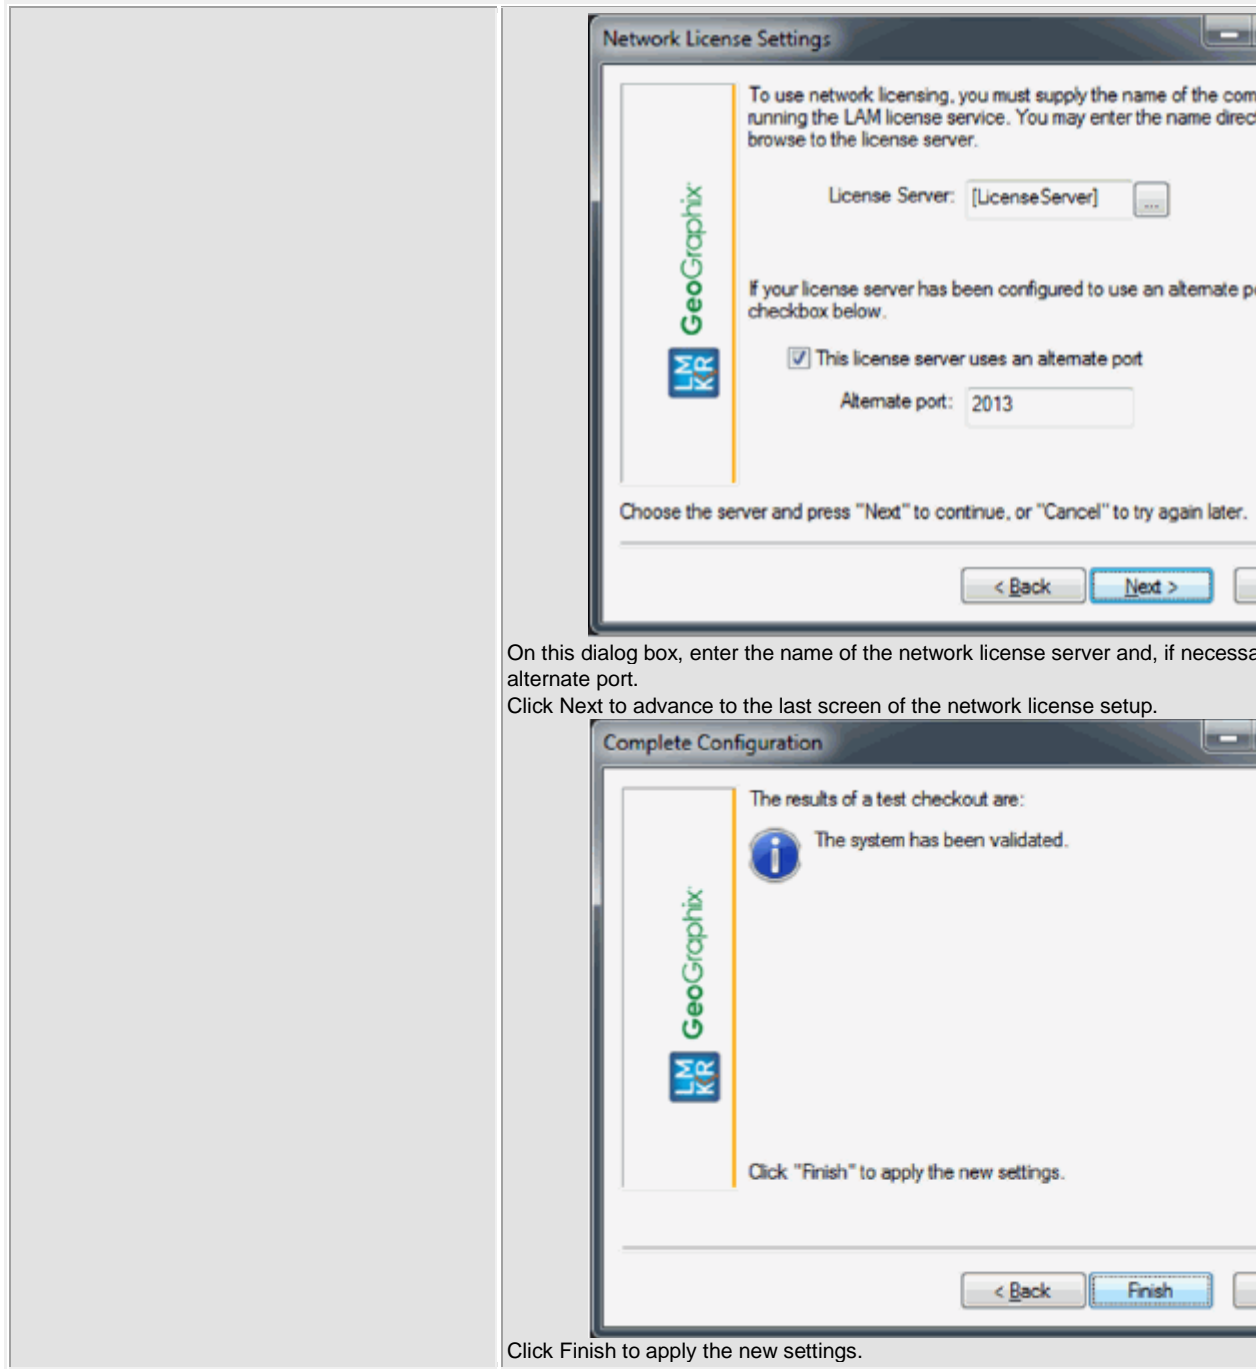 Network License Settings
To use network licensing, you must supply the name of the com
running the LAM license service. You may enter the name direct
browse to the license server.
License Server: [LicenseServer] ...
If your license server has been configured to use an alternate po
checkbox below.
This license server uses an alternate port
Alternate port: 2013
GeoGraphix
LMKR
Choose the server and press "Next" to continue, or "Cancel" to try again later.
< Back Next >
On this dialog box, enter the name of the network license server and, if necessa
alternate port.
Click Next to advance to the last screen of the network license setup.
Complete Configuration
The results of a test checkout are:
The system has been validated.
GeoGraphix
LMKR
Click "Finish" to apply the new settings.
< Back Finish
Click Finish to apply the new settings.